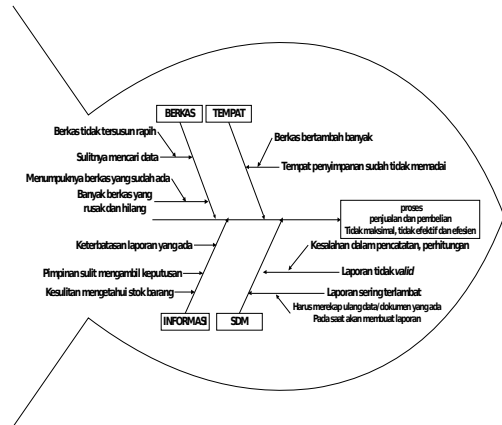 BERKAS
TEMPAT
Berkas tidak tersusun rapih
Sulitnya mencari data
Menumpuknya berkas yang sudah ada
Banyak berkas yang
rusak dan hilang
Berkas bertambah banyak
Tempat penyimpanan sudah tidak memadai
proses
penjualan dan pembelian
Tidak maksimal, tidak efektif dan efesien
Keterbatasan laporan yang ada
Pimpinan sulit mengambil keputusan
Kesulitan mengetahui stok barang
Kesalahan dalam pencatatan, perhitungan
Laporan tidak valid
Laporan sering terlambat
Harus merekap ulang data/dokumen yang ada
Pada saat akan membuat laporan
INFORMASI
SDM